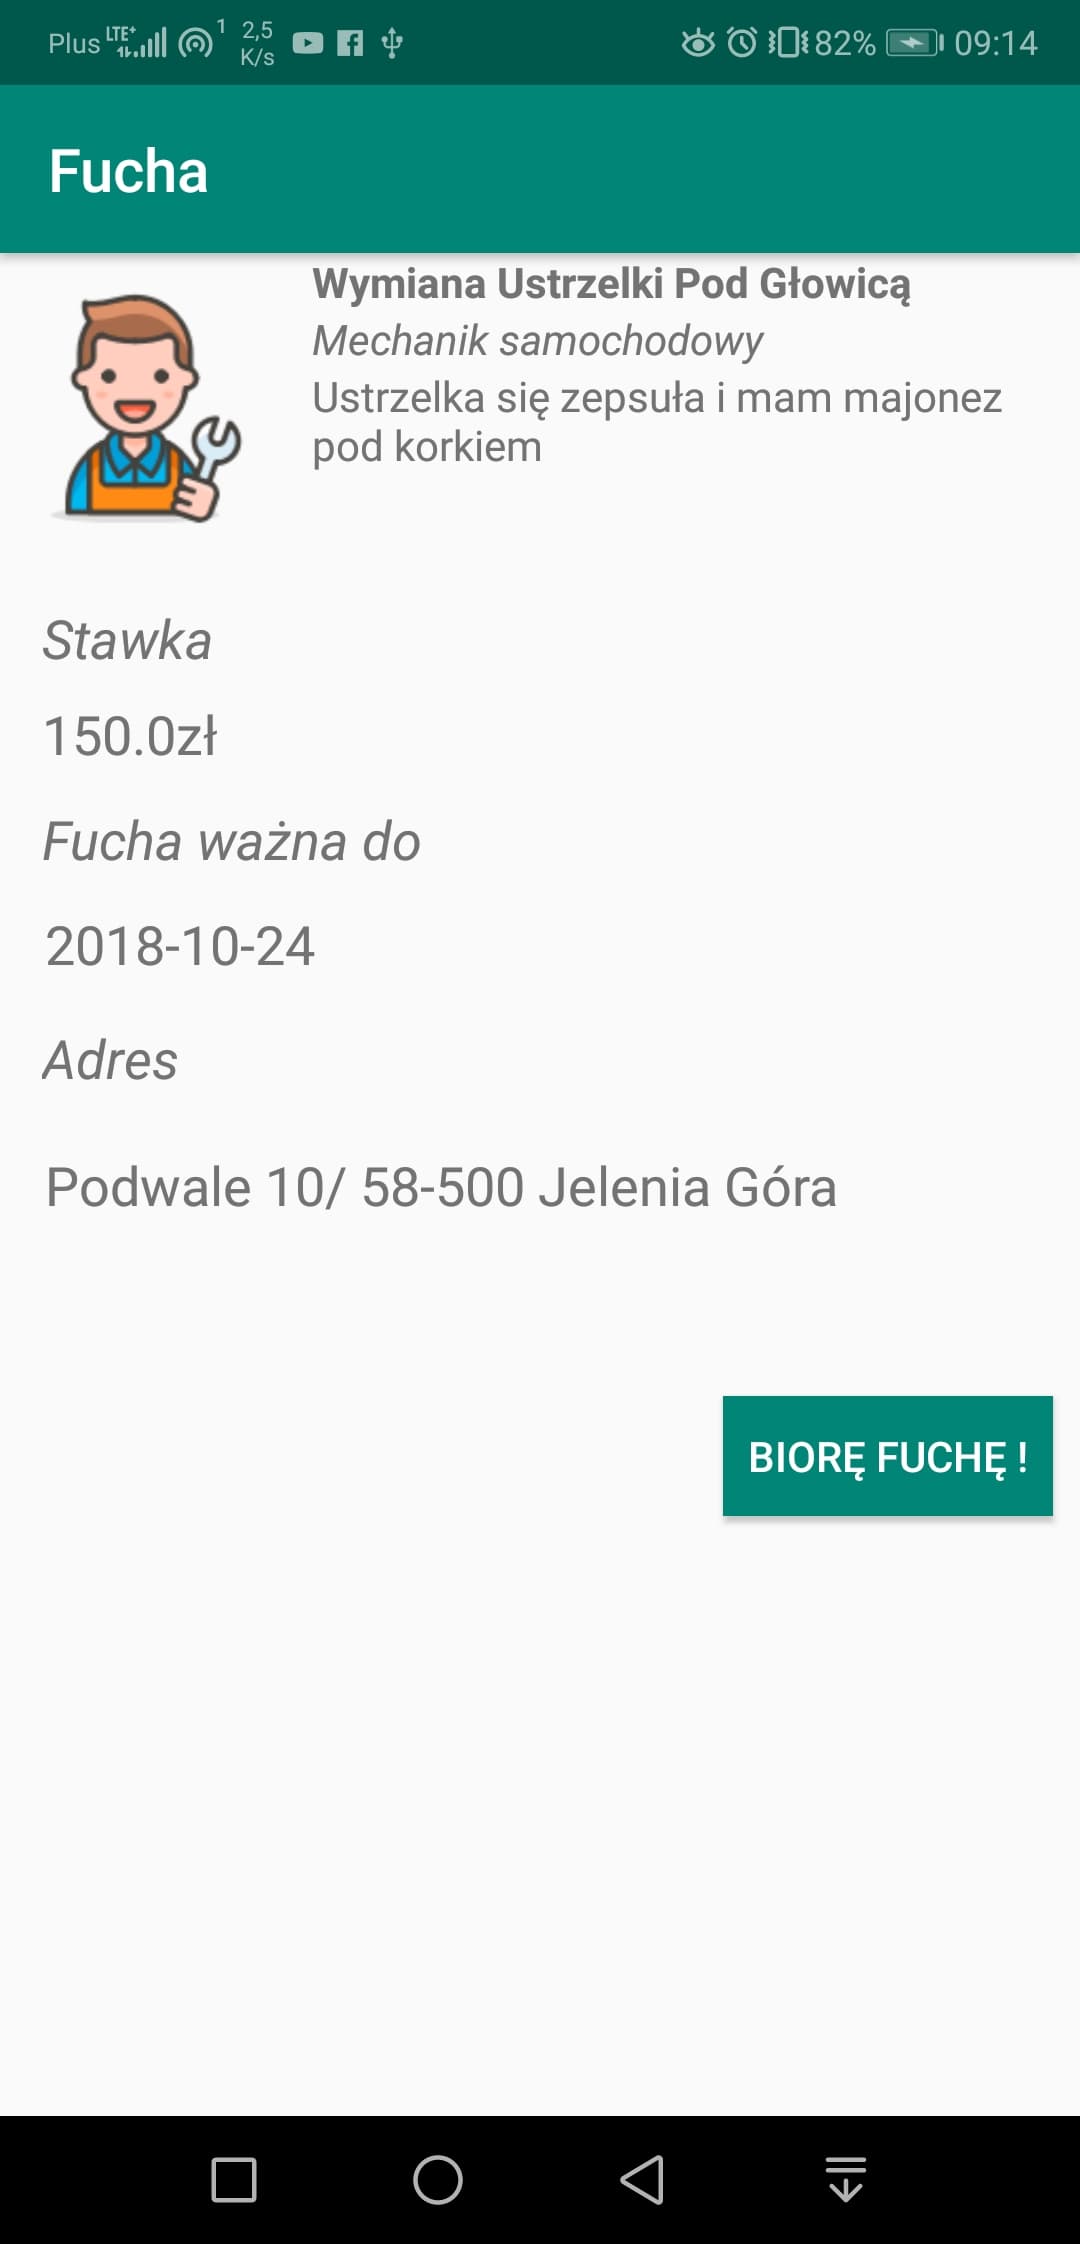 Plus LTE+ 1 2,5 K/s 82% 09:14
Fucha
Wymiana Ustrzelki Pod Głowicą
Mechanik samochodowy
Ustrzelka się zepsuła i mam majonez
pod korkiem
Stawka
150.0zł
Fucha ważna do
2018-10-24
Adres
Podwale 10/ 58-500 Jelenia Góra
BIORĘ FUCHĘ !